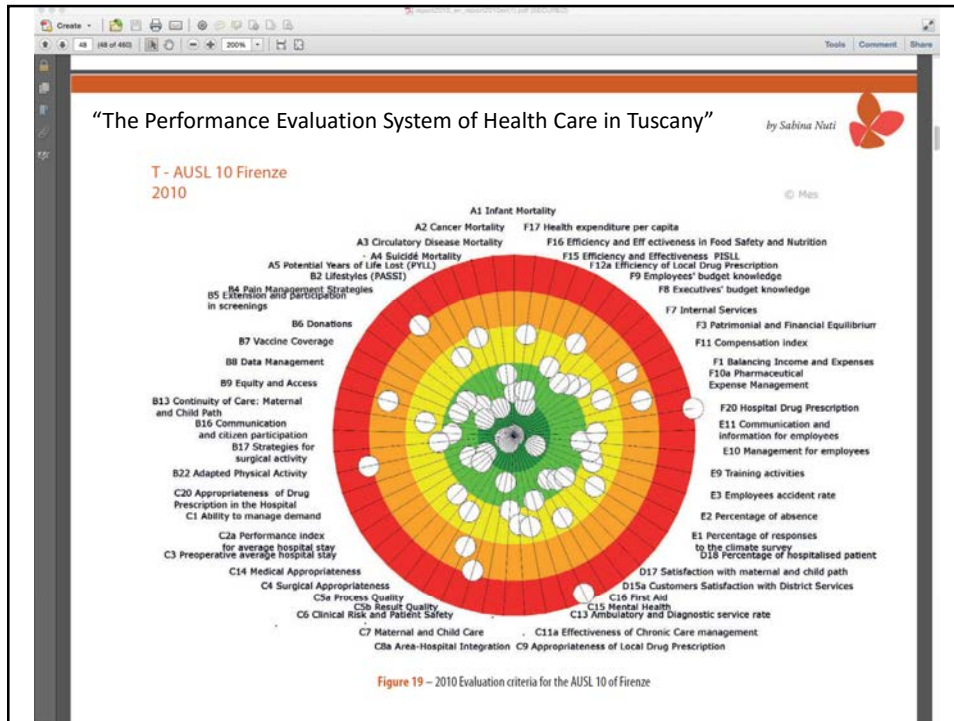 report2010_en_report2010en(1).pdf (SECURED)
Create
48 (48 of 460) 200% Tools Comment Share
“The Performance Evaluation System of Health Care in Tuscany” by Sabina Nuti
T - AUSL 10 Firenze
2010
© Mes
A1 Infant Mortality
A2 Cancer Mortality
F17 Health expenditure per capita
A3 Circulatory Disease Mortality
F16 Efficiency and Eff ectiveness in Food Safety and Nutrition
A4 Suicidé Mortality
F15 Efficiency and Effectiveness PISLL
A5 Potential Years of Life Lost (PYLL)
F12a Efficiency of Local Drug Prescription
B2 Lifestyles (PASSI)
F9 Employees' budget knowledge
B4 Pain Management Strategies
F8 Executives' budget knowledge
B5 Extension and participation
in screenings
F7 Internal Services
B6 Donations
F3 Patrimonial and Financial Equilibrium
B7 Vaccine Coverage
F11 Compensation index
B8 Data Management
F1 Balancing Income and Expenses
F10a Pharmaceutical
Expense Management
B9 Equity and Access
B13 Continuity of Care: Maternal
and Child Path
F20 Hospital Drug Prescription
B16 Communication
and citizen participation
E11 Communication and
information for employees
B17 Strategies for
surgical activity
E10 Management for employees
B22 Adapted Physical Activity
E9 Training activities
C20 Appropriateness of Drug
Prescription in the Hospital
E3 Employees accident rate
C1 Ability to manage demand
E2 Percentage of absence
C2a Performance index
for average hospital stay
E1 Percentage of responses
to the climate survey
C3 Preoperative average hospital stay
D18 Percentage of hospitalised patient
C14 Medical Appropriateness
D17 Satisfaction with maternal and child path
C4 Surgical Appropriateness
D15a Customers Satisfaction with District Services
C5a Process Quality
C16 First Aid
C5b Result Quality
C15 Mental Health
C6 Clinical Risk and Patient Safety
C13 Ambulatory and Diagnostic service rate
C7 Maternal and Child Care
C11a Effectiveness of Chronic Care management
C8a Area-Hospital Integration
C9 Appropriateness of Local Drug Prescription
Figure 19 – 2010 Evaluation criteria for the AUSL 10 of Firenze